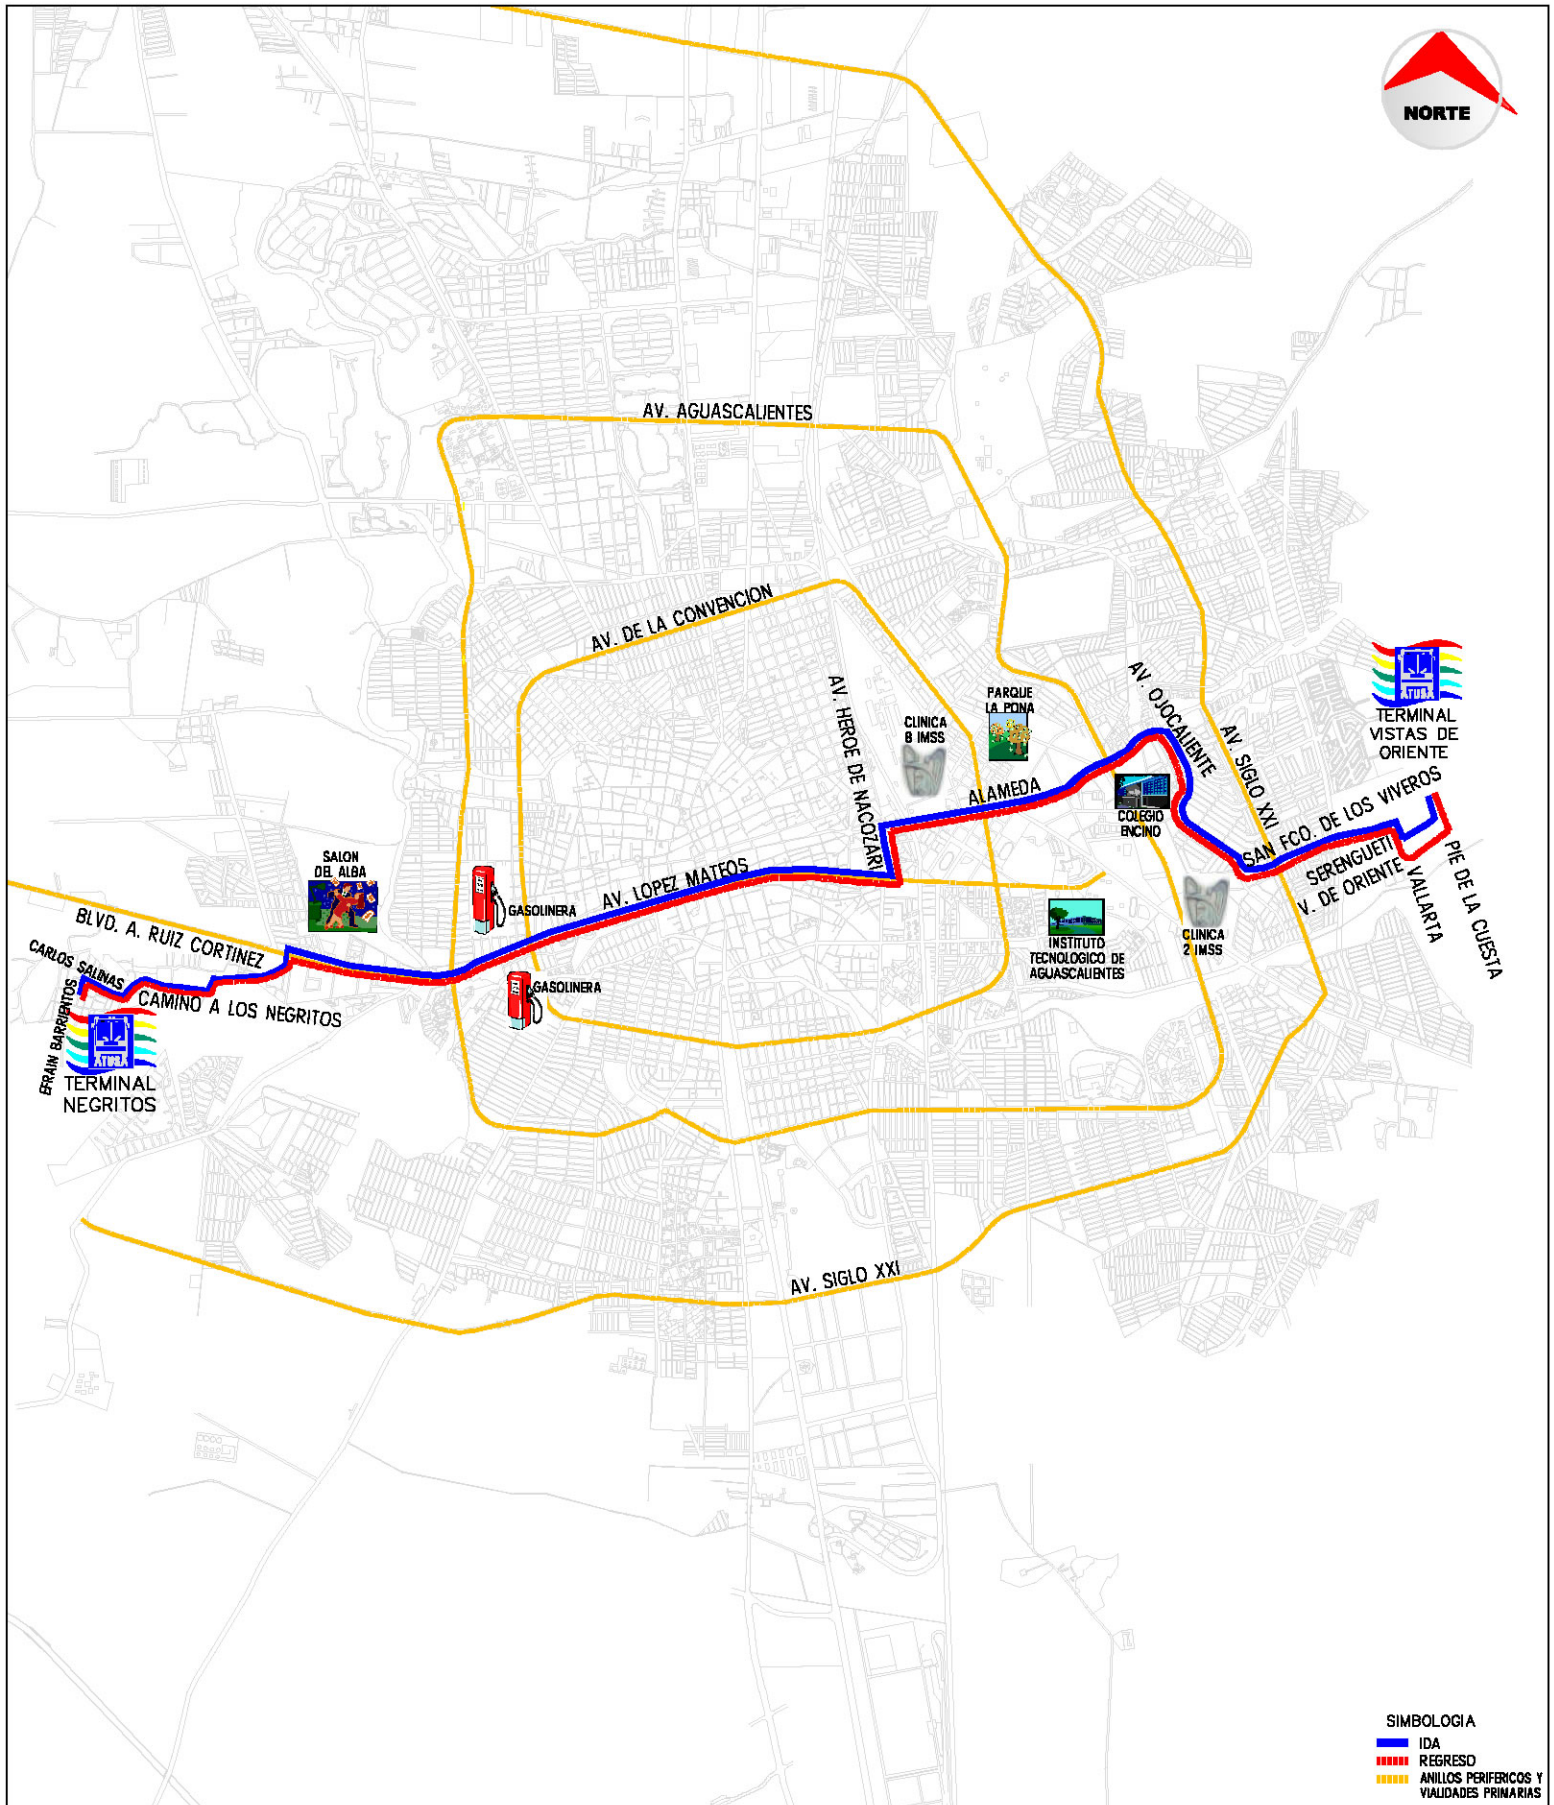 NORTE
AV. AGUASCALIENTES
AV. DE LA CONVENCION
AV. HEROE DE NACOZARI
CLINICA
8 IMSS
PARQUE
LA PONA
AV. OJOCALIENTE
AV. SIGLO XXI
ATUSA
TERMINAL
VISTAS DE
ORIENTE
ALAMEDA
COLEGIO
ENCINO
SAN FCO. DE LOS VIVEROS
SERENGUETI
V. DE ORIENTE
VALLARTA
PIE DE LA CUESTA
SALON
DEL ALBA
GASOLINERA
AV. LOPEZ MATEOS
INSTITUTO
TECNOLOGICO DE
AGUASCALIENTES
CLINICA
2 IMSS
BLVD. A. RUIZ CORTINEZ
CARLOS SALINAS
CAMINO A LOS NEGRITOS
GASOLINERA
EFRAIN BARRIENTOS
ATUSA
TERMINAL
NEGRITOS
AV. SIGLO XXI
SIMBOLOGIA
IDA
REGRESO
ANILLOS PERIFERICOS Y
VIALIDADES PRIMARIAS